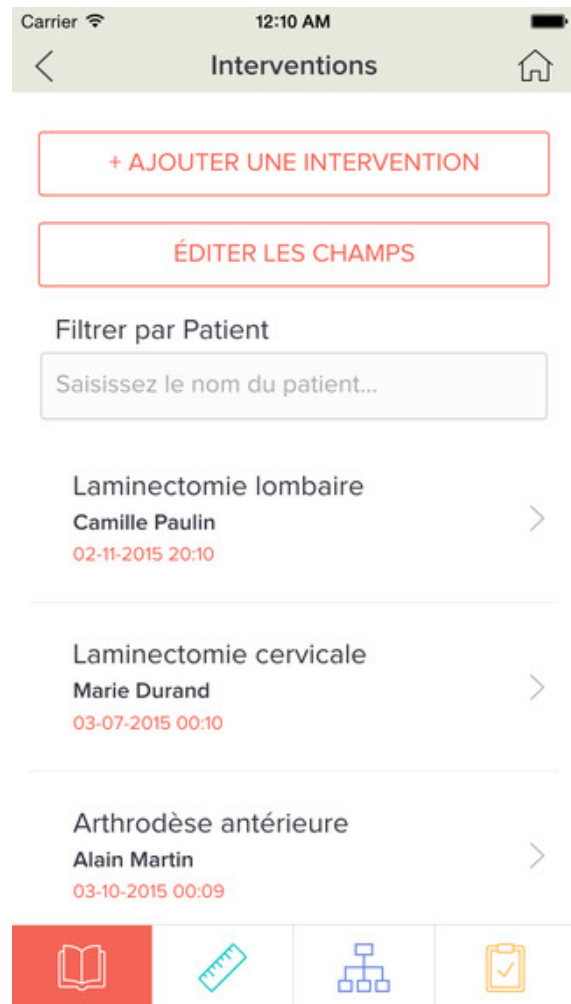 Carrier 12:10 AM
Interventions
+ AJOUTER UNE INTERVENTION
ÉDITER LES CHAMPS
Filtrer par Patient
Saisissez le nom du patient...
Laminectomie lombaire
Camille Paulin
02-11-2015 20:10
Laminectomie cervicale
Marie Durand
03-07-2015 00:10
Arthrodèse antérieure
Alain Martin
03-10-2015 00:09